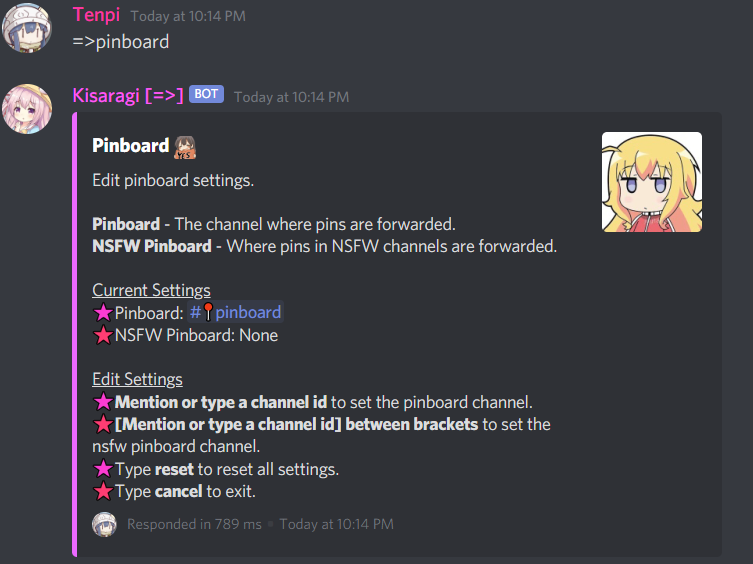 Tenpi Today at 10:14 PM
=>pinboard
Kisaragi [=>] BOT Today at 10:14 PM
Pinboard YES
Edit pinboard settings.
Pinboard - The channel where pins are forwarded.
NSFW Pinboard - Where pins in NSFW channels are forwarded.
Current Settings
Pinboard: #📍pinboard
NSFW Pinboard: None
Edit Settings
Mention or type a channel id to set the pinboard channel.
[Mention or type a channel id] between brackets to set the
nsfw pinboard channel.
Type reset to reset all settings.
Type cancel to exit.
Responded in 789 ms • Today at 10:14 PM